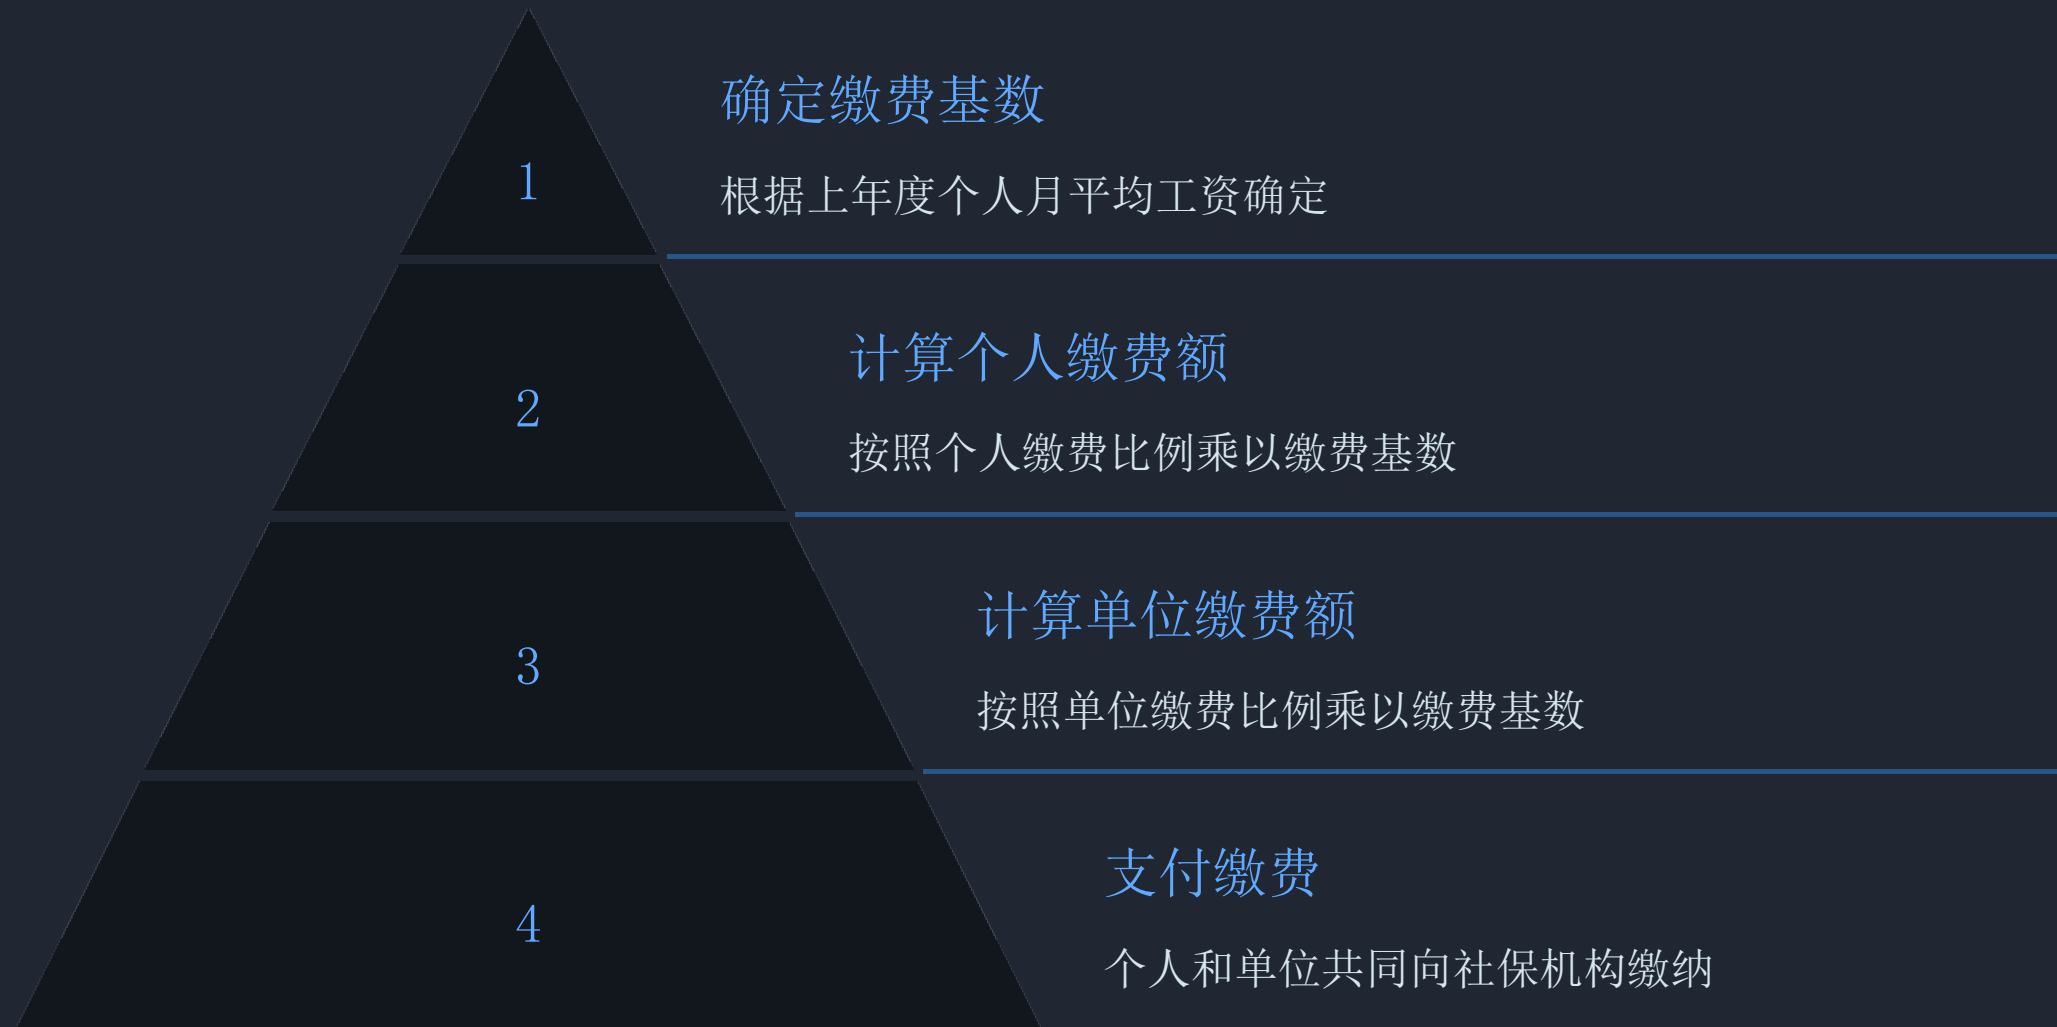 1
确定缴费基数
根据上年度个人月平均工资确定
2
计算个人缴费额
按照个人缴费比例乘以缴费基数
3
计算单位缴费额
按照单位缴费比例乘以缴费基数
4
支付缴费
个人和单位共同向社保机构缴纳